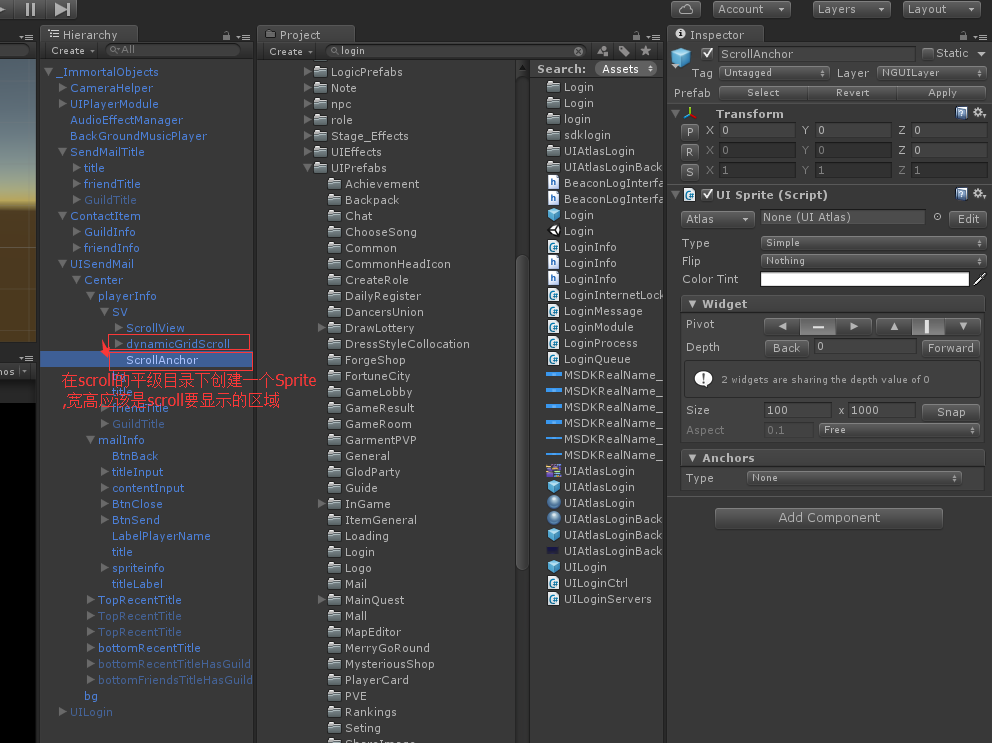 Account
Layers
Layout
Hierarchy
Create
All
_ImmortalObjects
CameraHelper
UIPlayerModule
AudioEffectManager
BackGroundMusicPlayer
SendMailTitle
title
friendTitle
GuildTitle
ContactItem
GuildInfo
friendInfo
UISendMail
Center
playerInfo
SV
ScrollView
dynamicGridScroll
ScrollAnchor
在scroll的平级目录下创建一个Sprite
,宽高应该是scroll要显示的区域
friendTitle
GuildTitle
mailInfo
BtnBack
titleInput
contentInput
BtnClose
BtnSend
LabelPlayerName
title
spriteinfo
titleLabel
TopRecentTitle
TopRecentTitle
TopRecentTitle
bottomRecentTitle
bottomRecentTitleHasGuild
bottomFriendsTitleHasGuild
bg
UILogin
Project
Create
login
LogicPrefabs
Note
npc
role
Stage_Effects
UIEffects
UIPrefabs
Achievement
Backpack
Chat
ChooseSong
Common
CommonHeadIcon
CreateRole
DailyRegister
DancersUnion
DrawLottery
DressStyleCollocation
ForgeShop
FortuneCity
GameLobby
GameResult
GameRoom
GarmentPVP
General
GlodParty
Guide
InGame
ItemGeneral
Loading
Login
Logo
Mail
MainQuest
Mall
MapEditor
MerryGoRound
MysteriousShop
PlayerCard
PVE
Rankings
Seting
Search: Assets
Login
Login
login
sdklogin
UIAtlasLogin
UIAtlasLoginBack
BeaconLogInterfa
BeaconLogInterfa
Login
Login
LoginInfo
LoginInfo
LoginInfo
LoginInternetLock
LoginMessage
LoginModule
LoginProcess
LoginQueue
MSDKRealName_
MSDKRealName_
MSDKRealName_
MSDKRealName_
MSDKRealName_
MSDKRealName_
UIAtlasLogin
UIAtlasLogin
UIAtlasLogin
UIAtlasLoginBack
UIAtlasLoginBack
UIAtlasLoginBack
UILogin
UILoginCtrl
UILoginServers
Inspector
ScrollAnchor
Static
Tag Untagged Layer NGUILayer
Prefab Select Revert Apply
Transform
P X 0 Y 0 Z 0
R X 0 Y 0 Z 0
S X 1 Y 1 Z 1
UI Sprite (Script)
Atlas None (UI Atlas) Edit
Type Simple
Flip Nothing
Color Tint
Widget
Pivot
Depth Back 0 Forward
2 widgets are sharing the depth value of 0
Size 100 x 1000 Snap
Aspect 0.1 Free
Anchors
Type None
Add Component